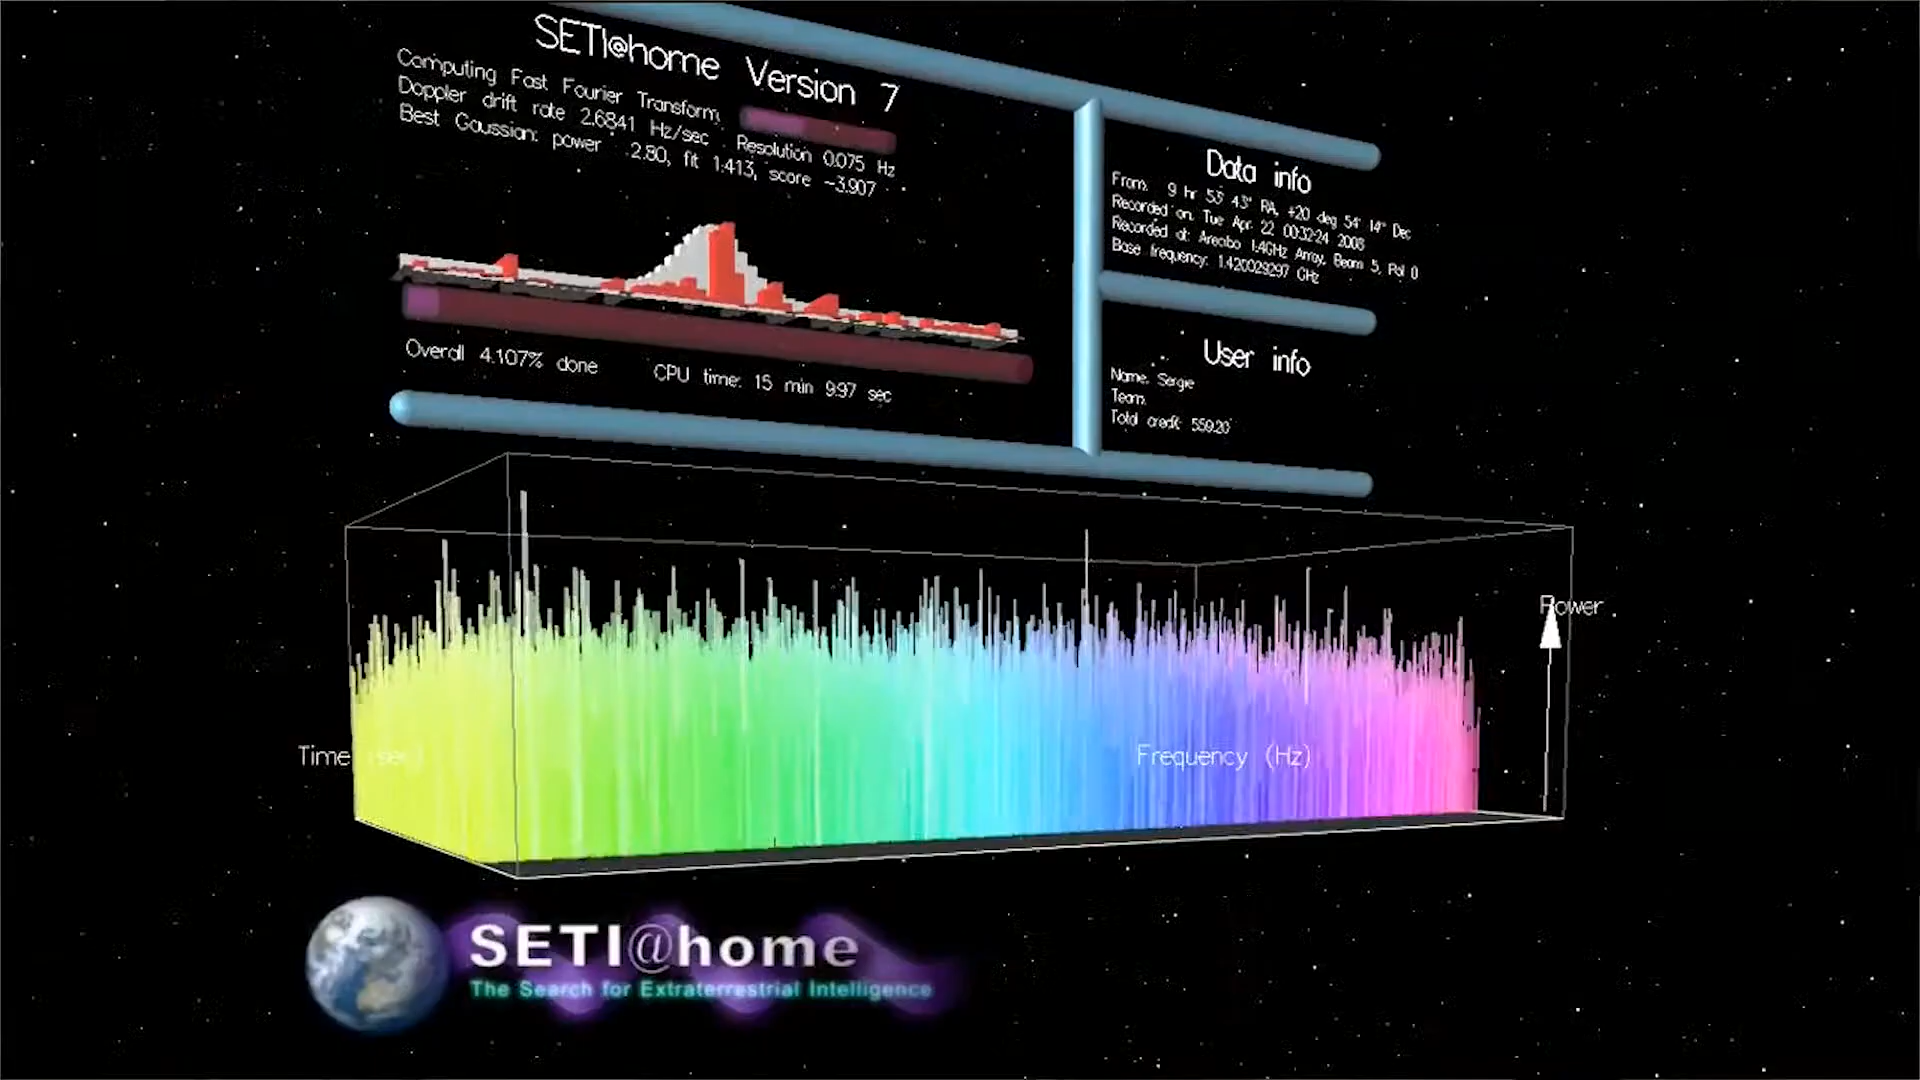 SETI@home Version 7
Computing Fast Fourier Transform
Doppler drift rate 2.6841 Hz/sec Resolution 0.075 Hz
Best Gaussian: power 2.80, fit 1.413, score -3.907
Overall 4.107% done CPU time: 15 min 9.97 sec
Data info
From: 9 hr 53' 43" RA, +20 deg 54' 14" Dec
Recorded on: Tue Apr 22 00:32:24 2008
Recorded at: Arecibo 1.4GHz Array, Beam 5, Pol 0
Base frequency: 1.420029297 GHz
User info
Name: Sergie
Team:
Total credit: 559.20
Power
Time (sec)
Frequency (Hz)
SETI@home
The Search for Extraterrestrial Intelligence